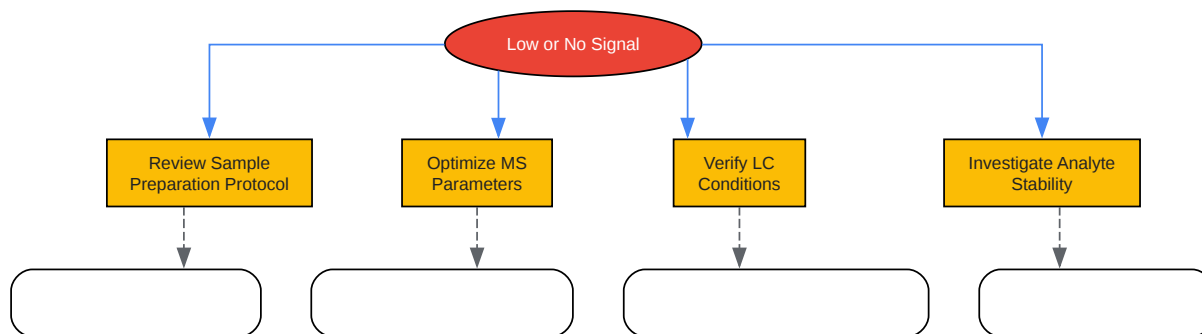 Low or No Signal
Review Sample
Preparation Protocol
Optimize MS
Parameters
Verify LC
Conditions
Investigate Analyte
Stability